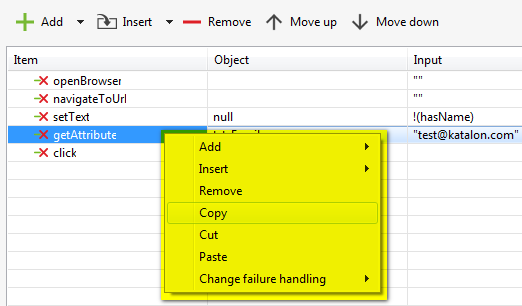 Add Insert Remove Move up Move down
Item Object Input
openBrowser ""
navigateToUrl ""
setText null !(hasName)
getAttribute "test@katalon.com"
click
Add
Insert
Remove
Copy
Cut
Paste
Change failure handling